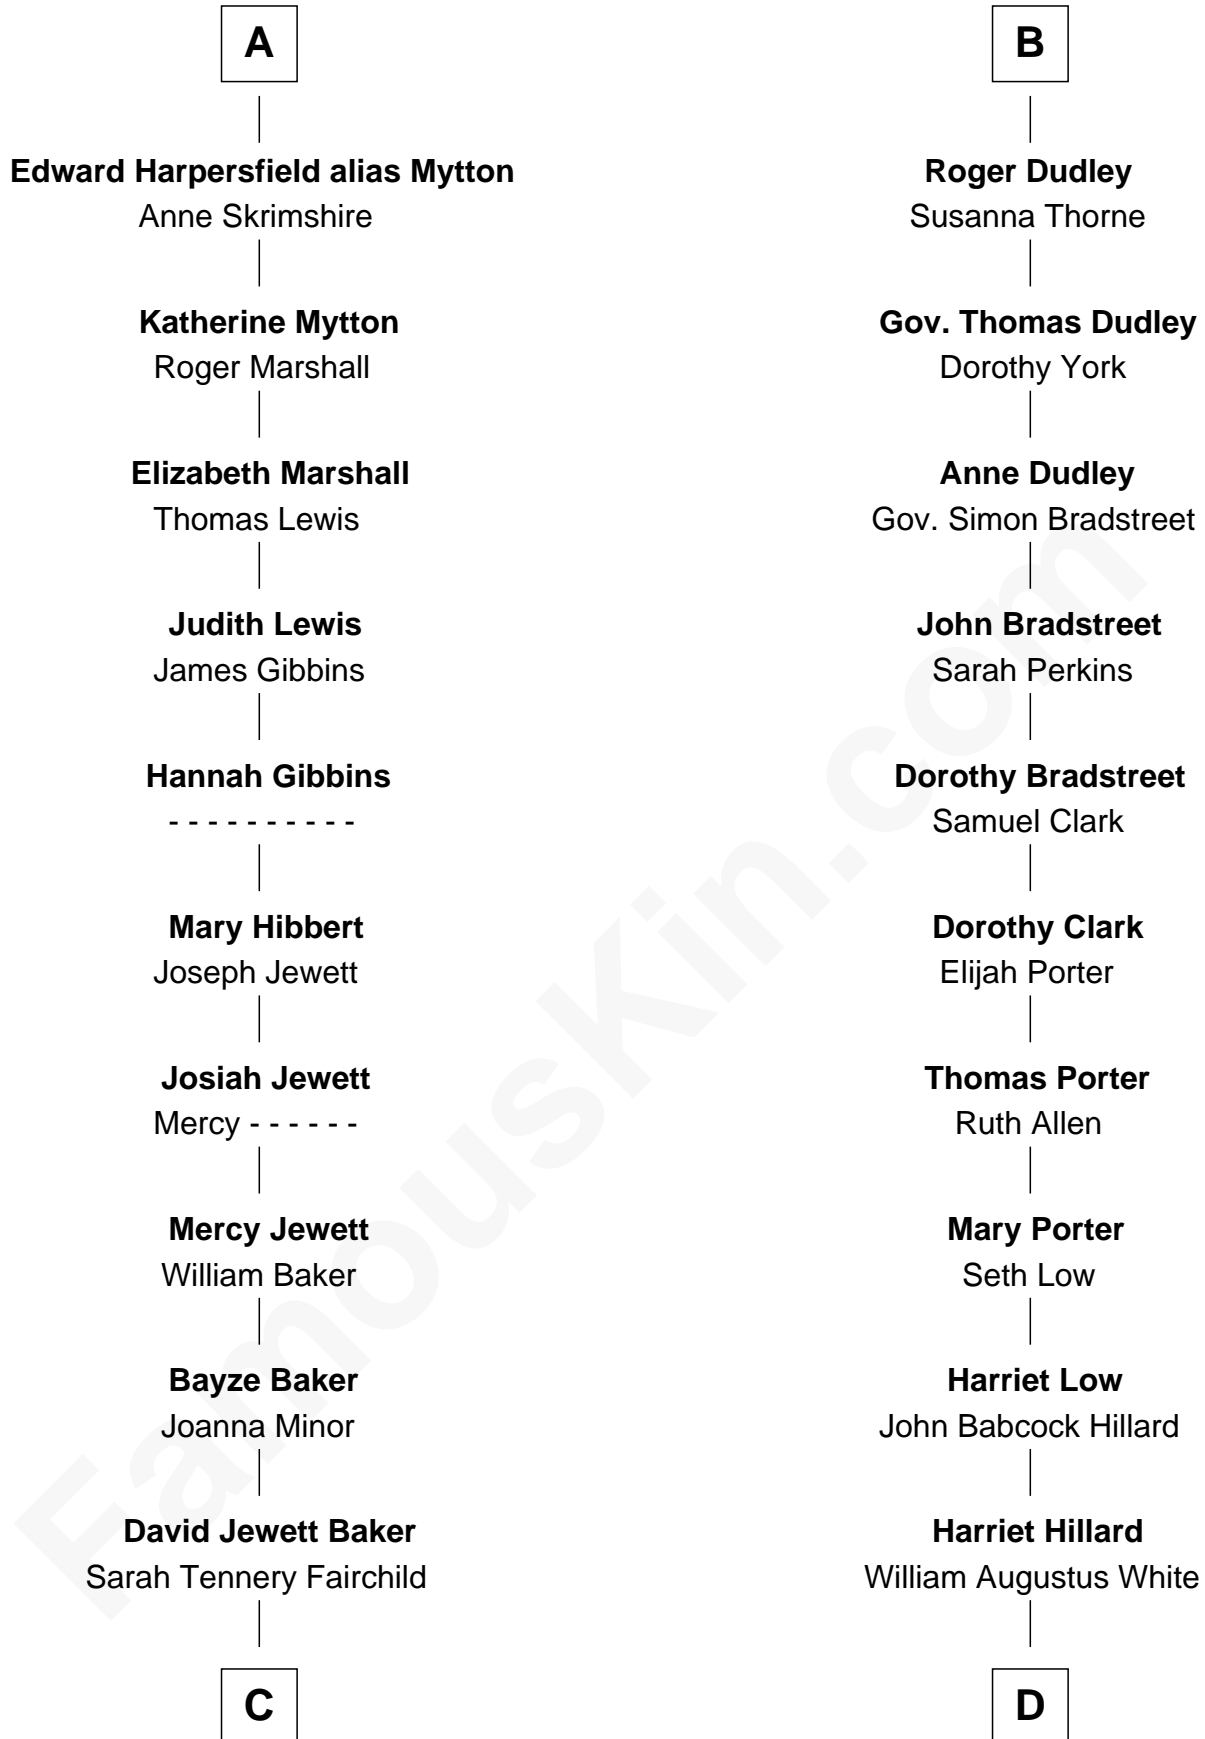 A
Edward Harpersfield alias Mytton
Anne Skrimshire
Katherine Mytton
Roger Marshall
Elizabeth Marshall
Thomas Lewis
Judith Lewis
James Gibbins
Hannah Gibbins
- - - - - - - - - -
Mary Hibbert
Joseph Jewett
Josiah Jewett
Mercy - - - - - -
Mercy Jewett
William Baker
Bayze Baker
Joanna Minor
David Jewett Baker
Sarah Tennery Fairchild
C
B
Roger Dudley
Susanna Thorne
Gov. Thomas Dudley
Dorothy York
Anne Dudley
Gov. Simon Bradstreet
John Bradstreet
Sarah Perkins
Dorothy Bradstreet
Samuel Clark
Dorothy Clark
Elijah Porter
Thomas Porter
Ruth Allen
Mary Porter
Seth Low
Harriet Low
John Babcock Hillard
Harriet Hillard
William Augustus White
D
FamousKin.com